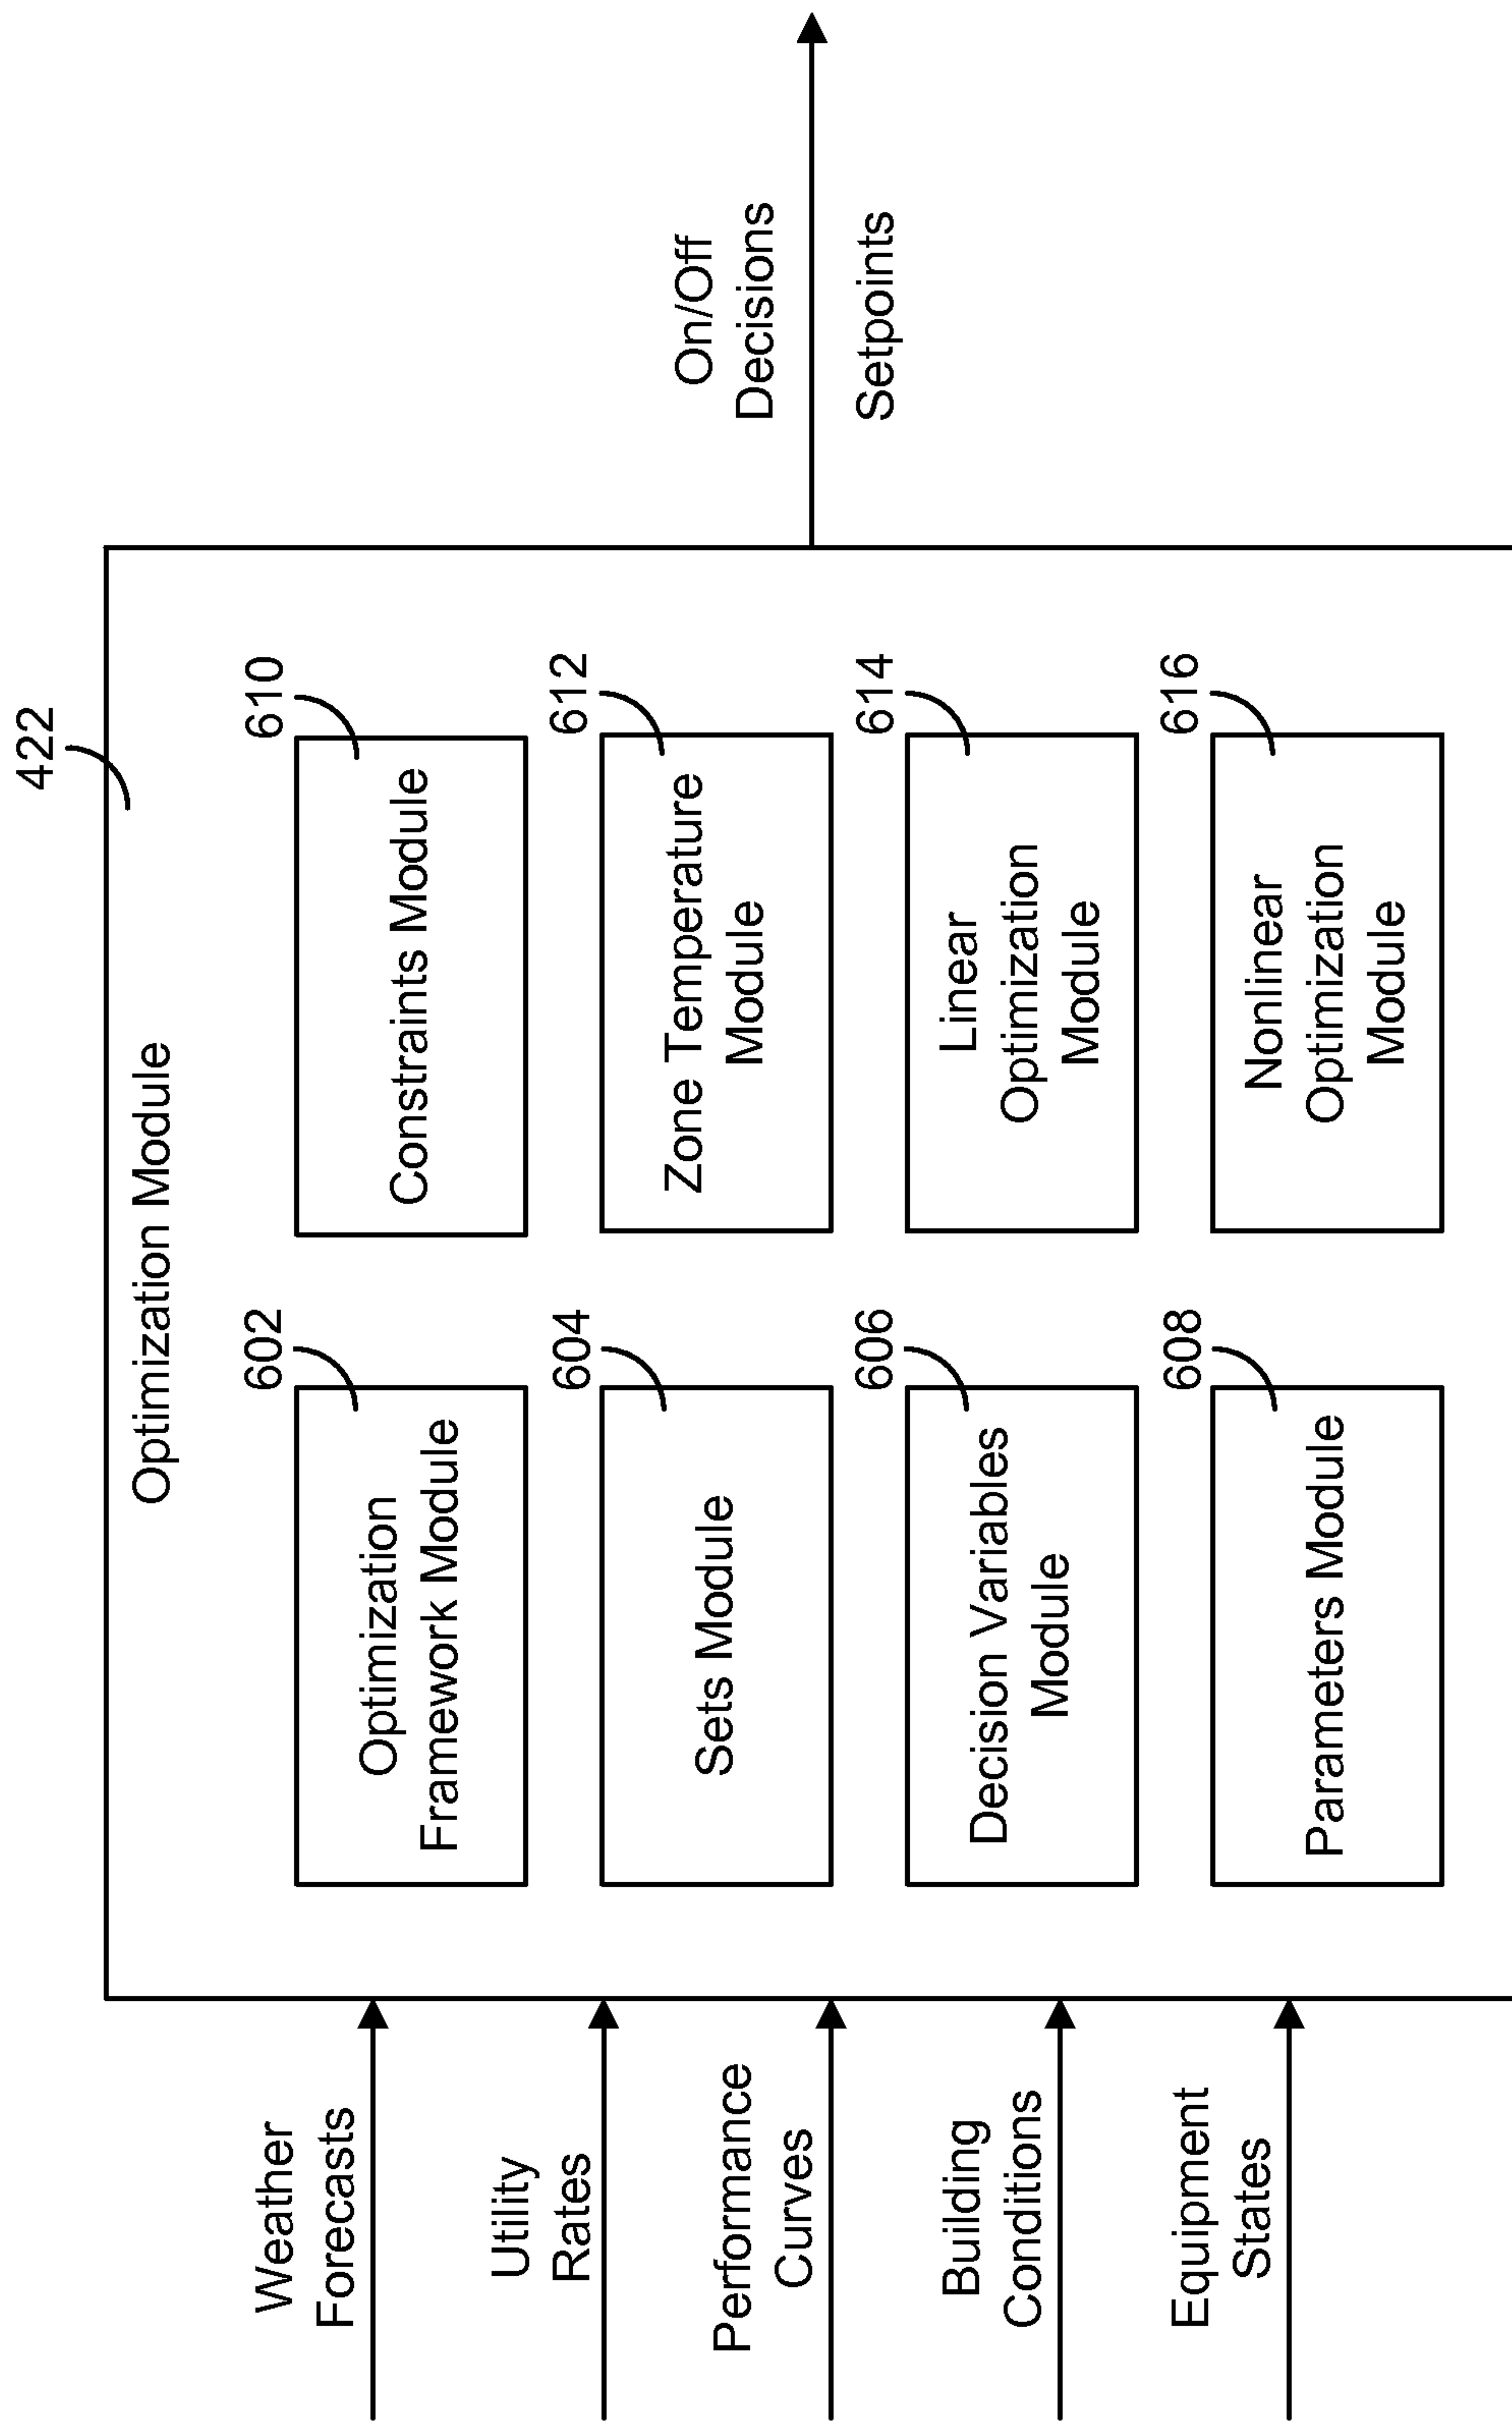 422
Optimization Module
Weather
Forecasts
Utility
Rates
Performance
Curves
Building
Conditions
Equipment
States
602
Optimization
Framework Module
604
Sets Module
606
Decision Variables
Module
608
Parameters Module
610
Constraints Module
612
Zone Temperature
Module
614
Linear
Optimization
Module
616
Nonlinear
Optimization
Module
On/Off
Decisions
Setpoints